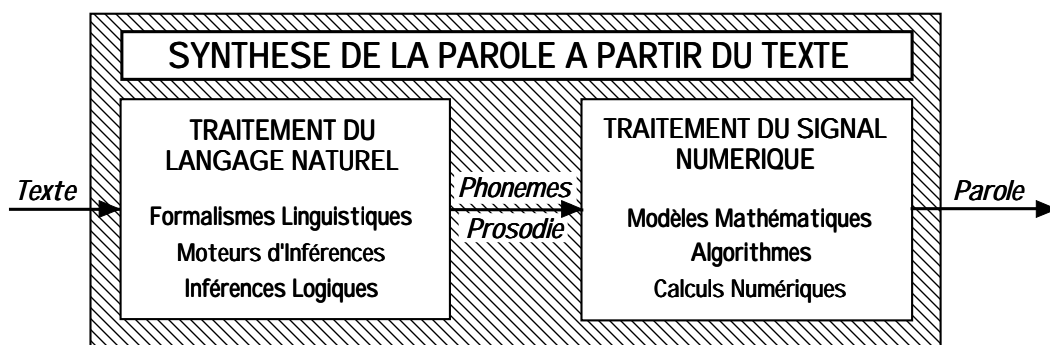 SYNTHESE DE LA PAROLE A PARTIR DU TEXTE
Texte
TRAITEMENT DU
LANGAGE NATUREL
Formalismes Linguistiques
Moteurs d'Inférences
Inférences Logiques
Phonemes
Prosodie
TRAITEMENT DU SIGNAL
NUMERIQUE
Modèles Mathématiques
Algorithmes
Calculs Numériques
Parole